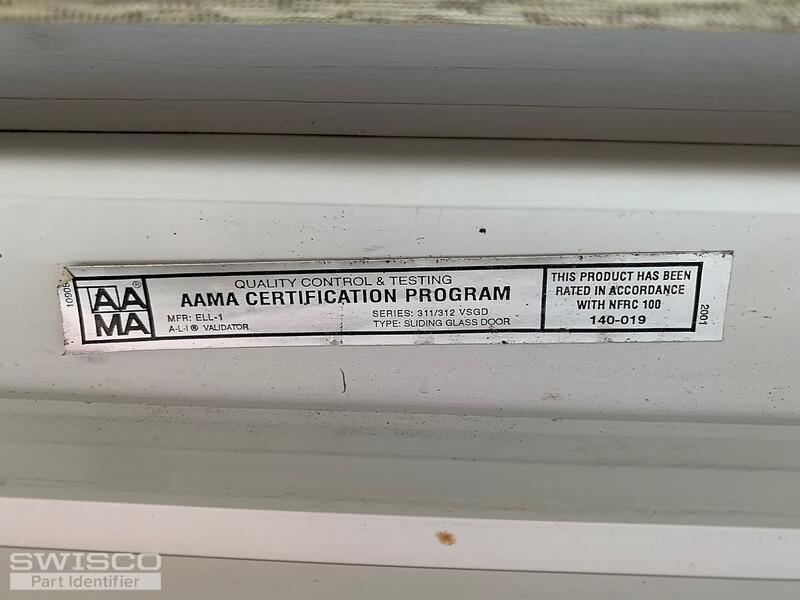 10908
AA®
MA
QUALITY CONTROL & TESTING
AAMA CERTIFICATION PROGRAM
MFR: ELL-1
A-L-I ® VALIDATOR
SERIES: 311/312 VSGD
TYPE: SLIDING GLASS DOOR
THIS PRODUCT HAS BEEN
RATED IN ACCORDANCE
WITH NFRC 100
140-019
2001
SWISCO
Part Identifier